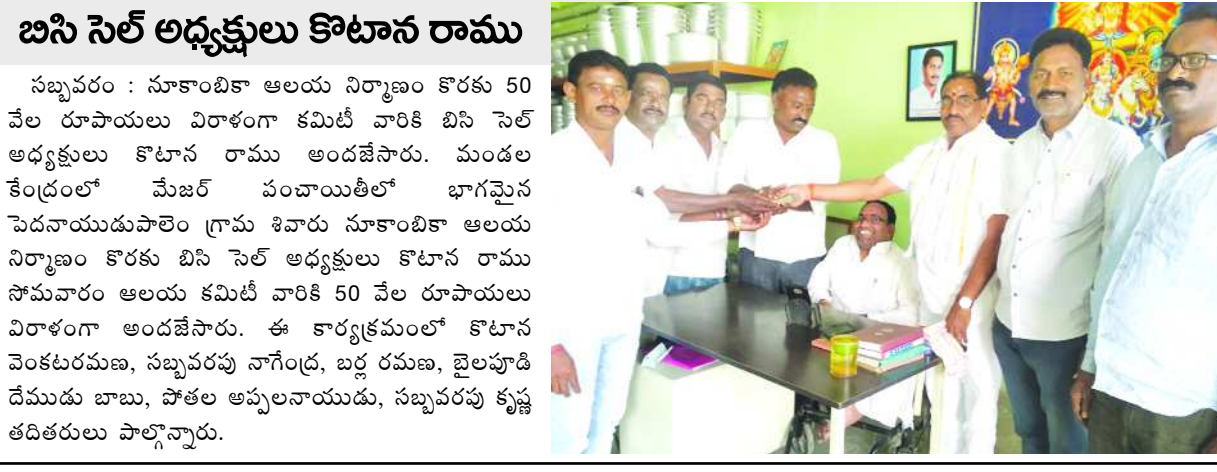 బిసి సెల్ అధ్యక్షులు కొటాన రాము
సబ్బవరం : నూకాంబికా ఆలయ నిర్మాణం కొరకు 50
వేల రూపాయలు విరాళంగా కమిటీ వారికి బిసి సెల్
అధ్యక్షులు కొటాన రాము అందజేసారు. మండల
కేంద్రంలో మేజర్ పంచాయితీలో భాగమైన
పెదనాయుడుపాలెం గ్రామ శివారు నూకాంబికా ఆలయ
నిర్మాణం కొరకు బిసి సెల్ అధ్యక్షులు కొటాన రాము
సోమవారం ఆలయ కమిటీ వారికి 50 వేల రూపాయలు
విరాళంగా అందజేసారు. ఈ కార్యక్రమంలో కొటాన
వెంకటరమణ, సబ్బవరపు నాగేంద్ర, బర్ల రమణ, బైలపూడి
దేముడు బాబు, పోతల అప్పలనాయుడు, సబ్బవరపు కృష్ణ
తదితరులు పాల్గొన్నారు.